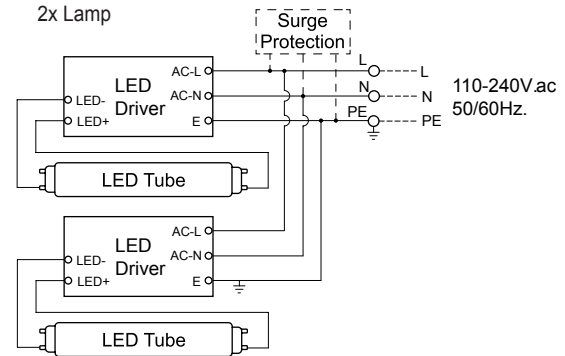 2x Lamp
Surge
Protection
LED
Driver
AC-L
AC-N
E
LED-
LED+
L
N
PE
L
N
PE
110-240V.ac
50/60Hz.
LED Tube
LED
Driver
AC-L
AC-N
E
LED-
LED+
LED Tube